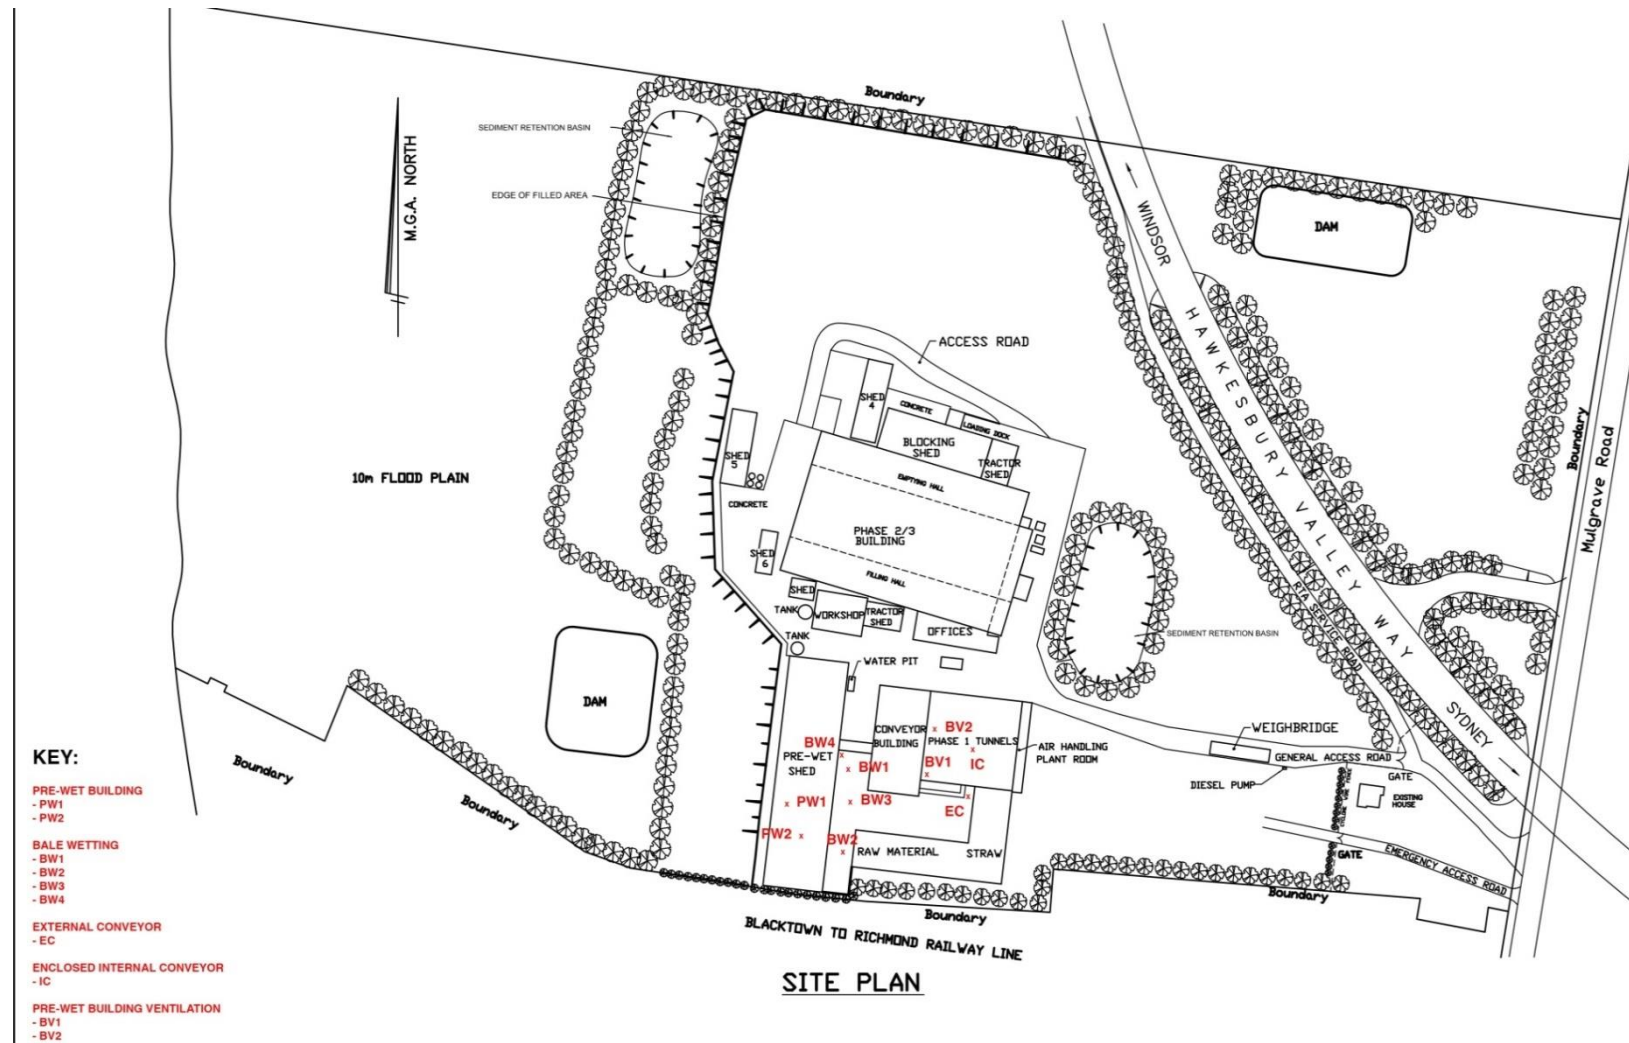 Boundary
SEDIMENT RETENTION BASIN
EDGE OF FILLED AREA
M.G.A. NORTH
WINDSOR
DAM
HAWKESBURY VALLEY WAY
SYDNEY
Boundary
Mulgrave Road
ACCESS ROAD
SHED
4
CONCRETE
LOADING DOCK
BLOCKING
SHED
TRACTOR
SHED
EMPTYING HALL
SHED
5
CONCRETE
10m FLOOD PLAIN
PHASE 2/3
BUILDING
SHED
6
FILLING HALL
SHED
TANK
WORKSHOP
TRACTOR
SHED
OFFICES
TANK
WATER PIT
SEDIMENT RETENTION BASIN
RTA SERVICE ROAD
DAM
CONVEYOR
BUILDING
BV2
PHASE 1 TUNNELS
IC
BV1
AIR HANDLING
PLANT ROOM
WEIGHBRIDGE
GENERAL ACCESS ROAD
DIESEL PUMP
GATE
EXISTING
HOUSE
GATE
EMERGENCY ACCESS ROAD
BW4
PRE-WET
SHED
BW1
PW1
BW3
EC
PW2
BW2
RAW MATERIAL
STRAW
Boundary
Boundary
Boundary
Boundary
BLACKTOWN TO RICHMOND RAILWAY LINE
SITE PLAN
KEY:
PRE-WET BUILDING
- PW1
- PW2
BALE WETTING
- BW1
- BW2
- BW3
- BW4
EXTERNAL CONVEYOR
- EC
ENCLOSED INTERNAL CONVEYOR
- IC
PRE-WET BUILDING VENTILATION
- BV1
- BV2